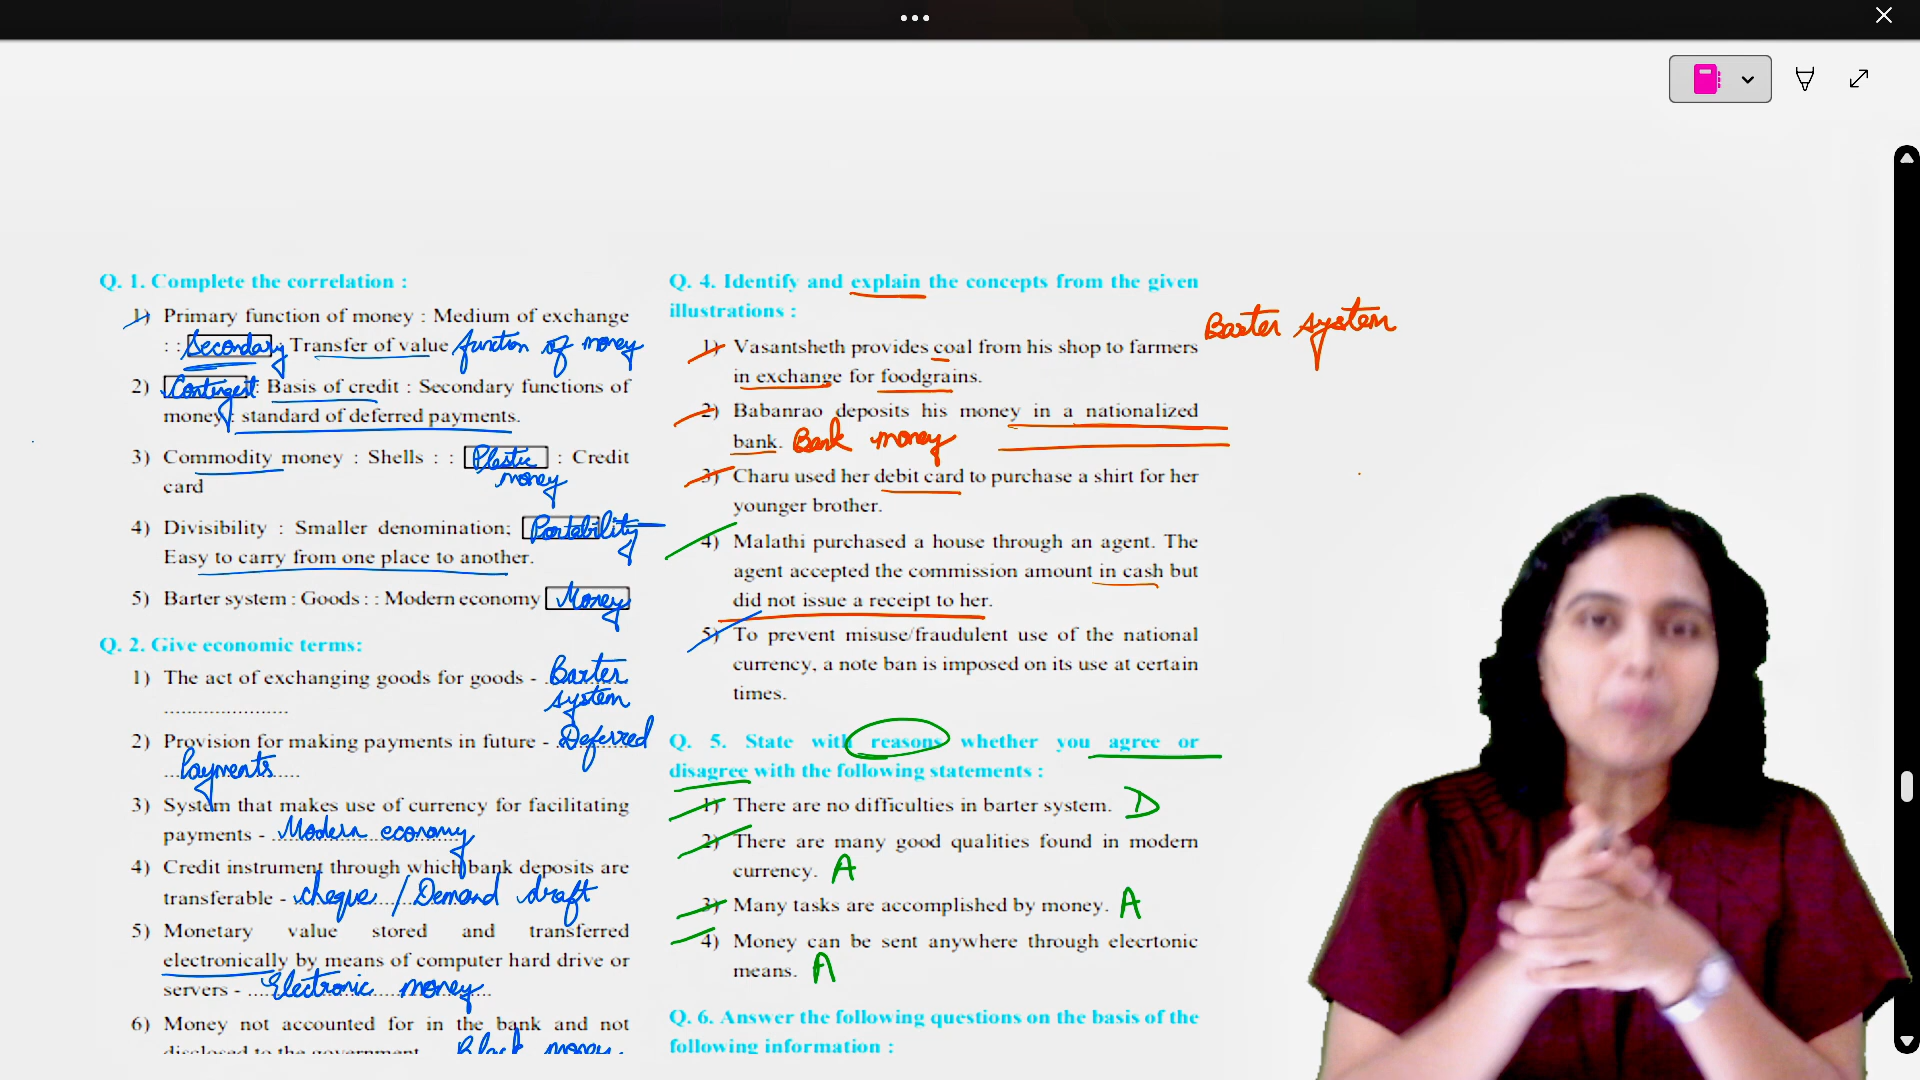 Q. 1. Complete the correlation :
1) Primary function of money : Medium of exchange
: : Secondary : Transfer of value function of money
2) Contingent : Basis of credit : Secondary functions of
money : standard of deferred payments.
3) Commodity money : Shells : : Plastic money : Credit
card
4) Divisibility : Smaller denomination; Portability
Easy to carry from one place to another.
5) Barter system : Goods : : Modern economy Money
Q. 2. Give economic terms:
1) The act of exchanging goods for goods - Barter system
2) Provision for making payments in future - Deferred
Payments
3) System that makes use of currency for facilitating
payments - Modern economy
4) Credit instrument through which bank deposits are
transferable - cheque / Demand draft
5) Monetary value stored and transferred
electronically by means of computer hard drive or
servers - Electronic money
6) Money not accounted for in the bank and not
disclosed to the government Black money.
Q. 4. Identify and explain the concepts from the given
illustrations :
Barter system
1) Vasantsheth provides coal from his shop to farmers
in exchange for foodgrains.
2) Babanrao deposits his money in a nationalized
bank. Bank money
3) Charu used her debit card to purchase a shirt for her
younger brother.
4) Malathi purchased a house through an agent. The
agent accepted the commission amount in cash but
did not issue a receipt to her.
5) To prevent misuse/fraudulent use of the national
currency, a note ban is imposed on its use at certain
times.
Q. 5. State with reasons whether you agree or
disagree with the following statements :
1) There are no difficulties in barter system. D
2) There are many good qualities found in modern
currency. A
3) Many tasks are accomplished by money. A
4) Money can be sent anywhere through elecrtonic
means. A
Q. 6. Answer the following questions on the basis of the
following information :